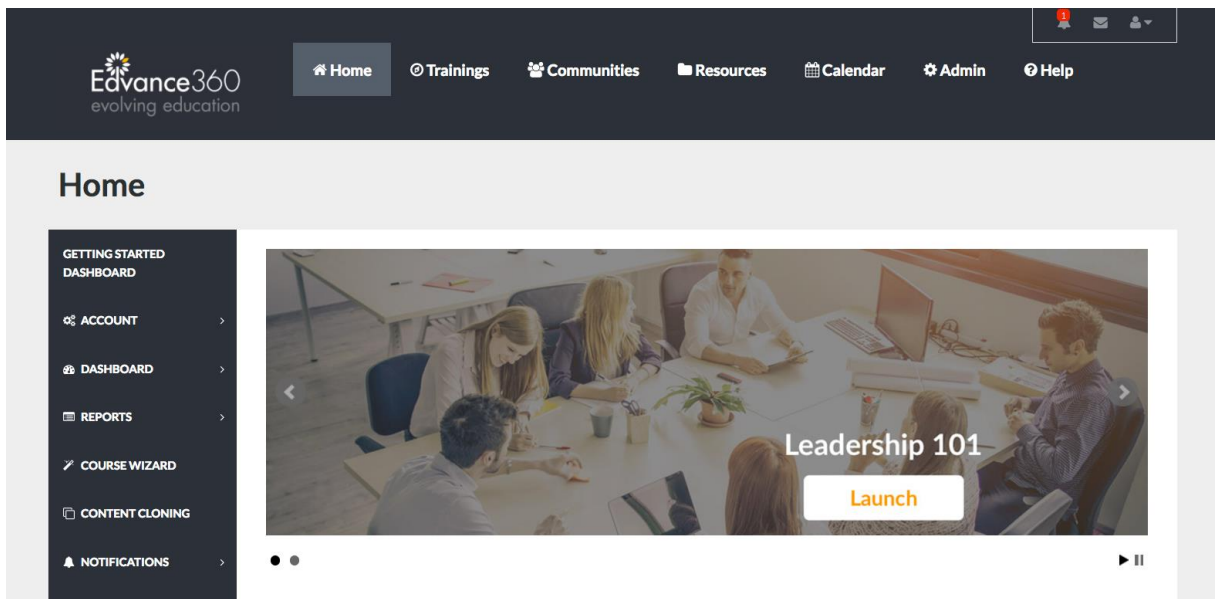 1
Edvance360
evolving education
Home
Trainings
Communities
Resources
Calendar
Admin
Help
Home
GETTING STARTED
DASHBOARD
ACCOUNT
DASHBOARD
REPORTS
COURSE WIZARD
CONTENT CLONING
NOTIFICATIONS
Leadership 101
Launch